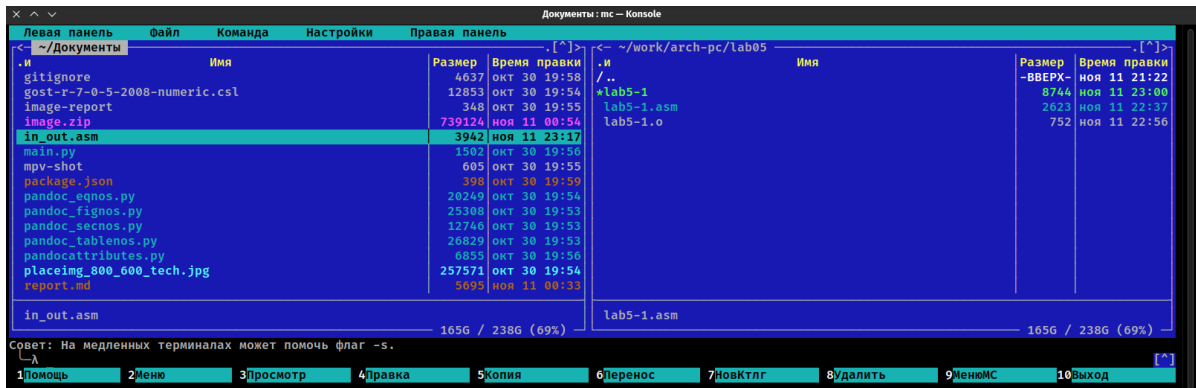 Документы : mc — Konsole
Левая панель Файл Команда Настройки Правая панель
<— ~/Документы .[^]> <— ~/work/arch-pc/lab05 .[^]>
.и Имя Размер Время правки .и Имя Размер Время правки
gitignore 4637 окт 30 19:58 /.. -ВВЕРХ- ноя 11 21:22
gost-r-7-0-5-2008-numeric.csl 12853 окт 30 19:54 *lab5-1 8744 ноя 11 23:00
image-report 348 окт 30 19:55 lab5-1.asm 2623 ноя 11 22:37
image.zip 739124 ноя 11 00:54 lab5-1.o 752 ноя 11 22:56
in_out.asm 3942 ноя 11 23:17
main.py 1502 окт 30 19:56
mpv-shot 605 окт 30 19:55
package.json 398 окт 30 19:59
pandoc_eqnos.py 20249 окт 30 19:54
pandoc_fignos.py 25308 окт 30 19:53
pandoc_secnos.py 12746 окт 30 19:53
pandoc_tablenos.py 26829 окт 30 19:53
pandocattributes.py 6855 окт 30 19:56
placeimg_800_600_tech.jpg 257571 окт 30 19:54
report.md 5695 ноя 11 00:33
in_out.asm lab5-1.asm
165G / 238G (69%) 165G / 238G (69%)
Совет: На медленных терминалах может помочь флаг -s.
λ [^]
1Помощь 2Меню 3Просмотр 4Правка 5Копия 6Перенос 7НовКтлг 8Удалить 9МенюMC 10Выход